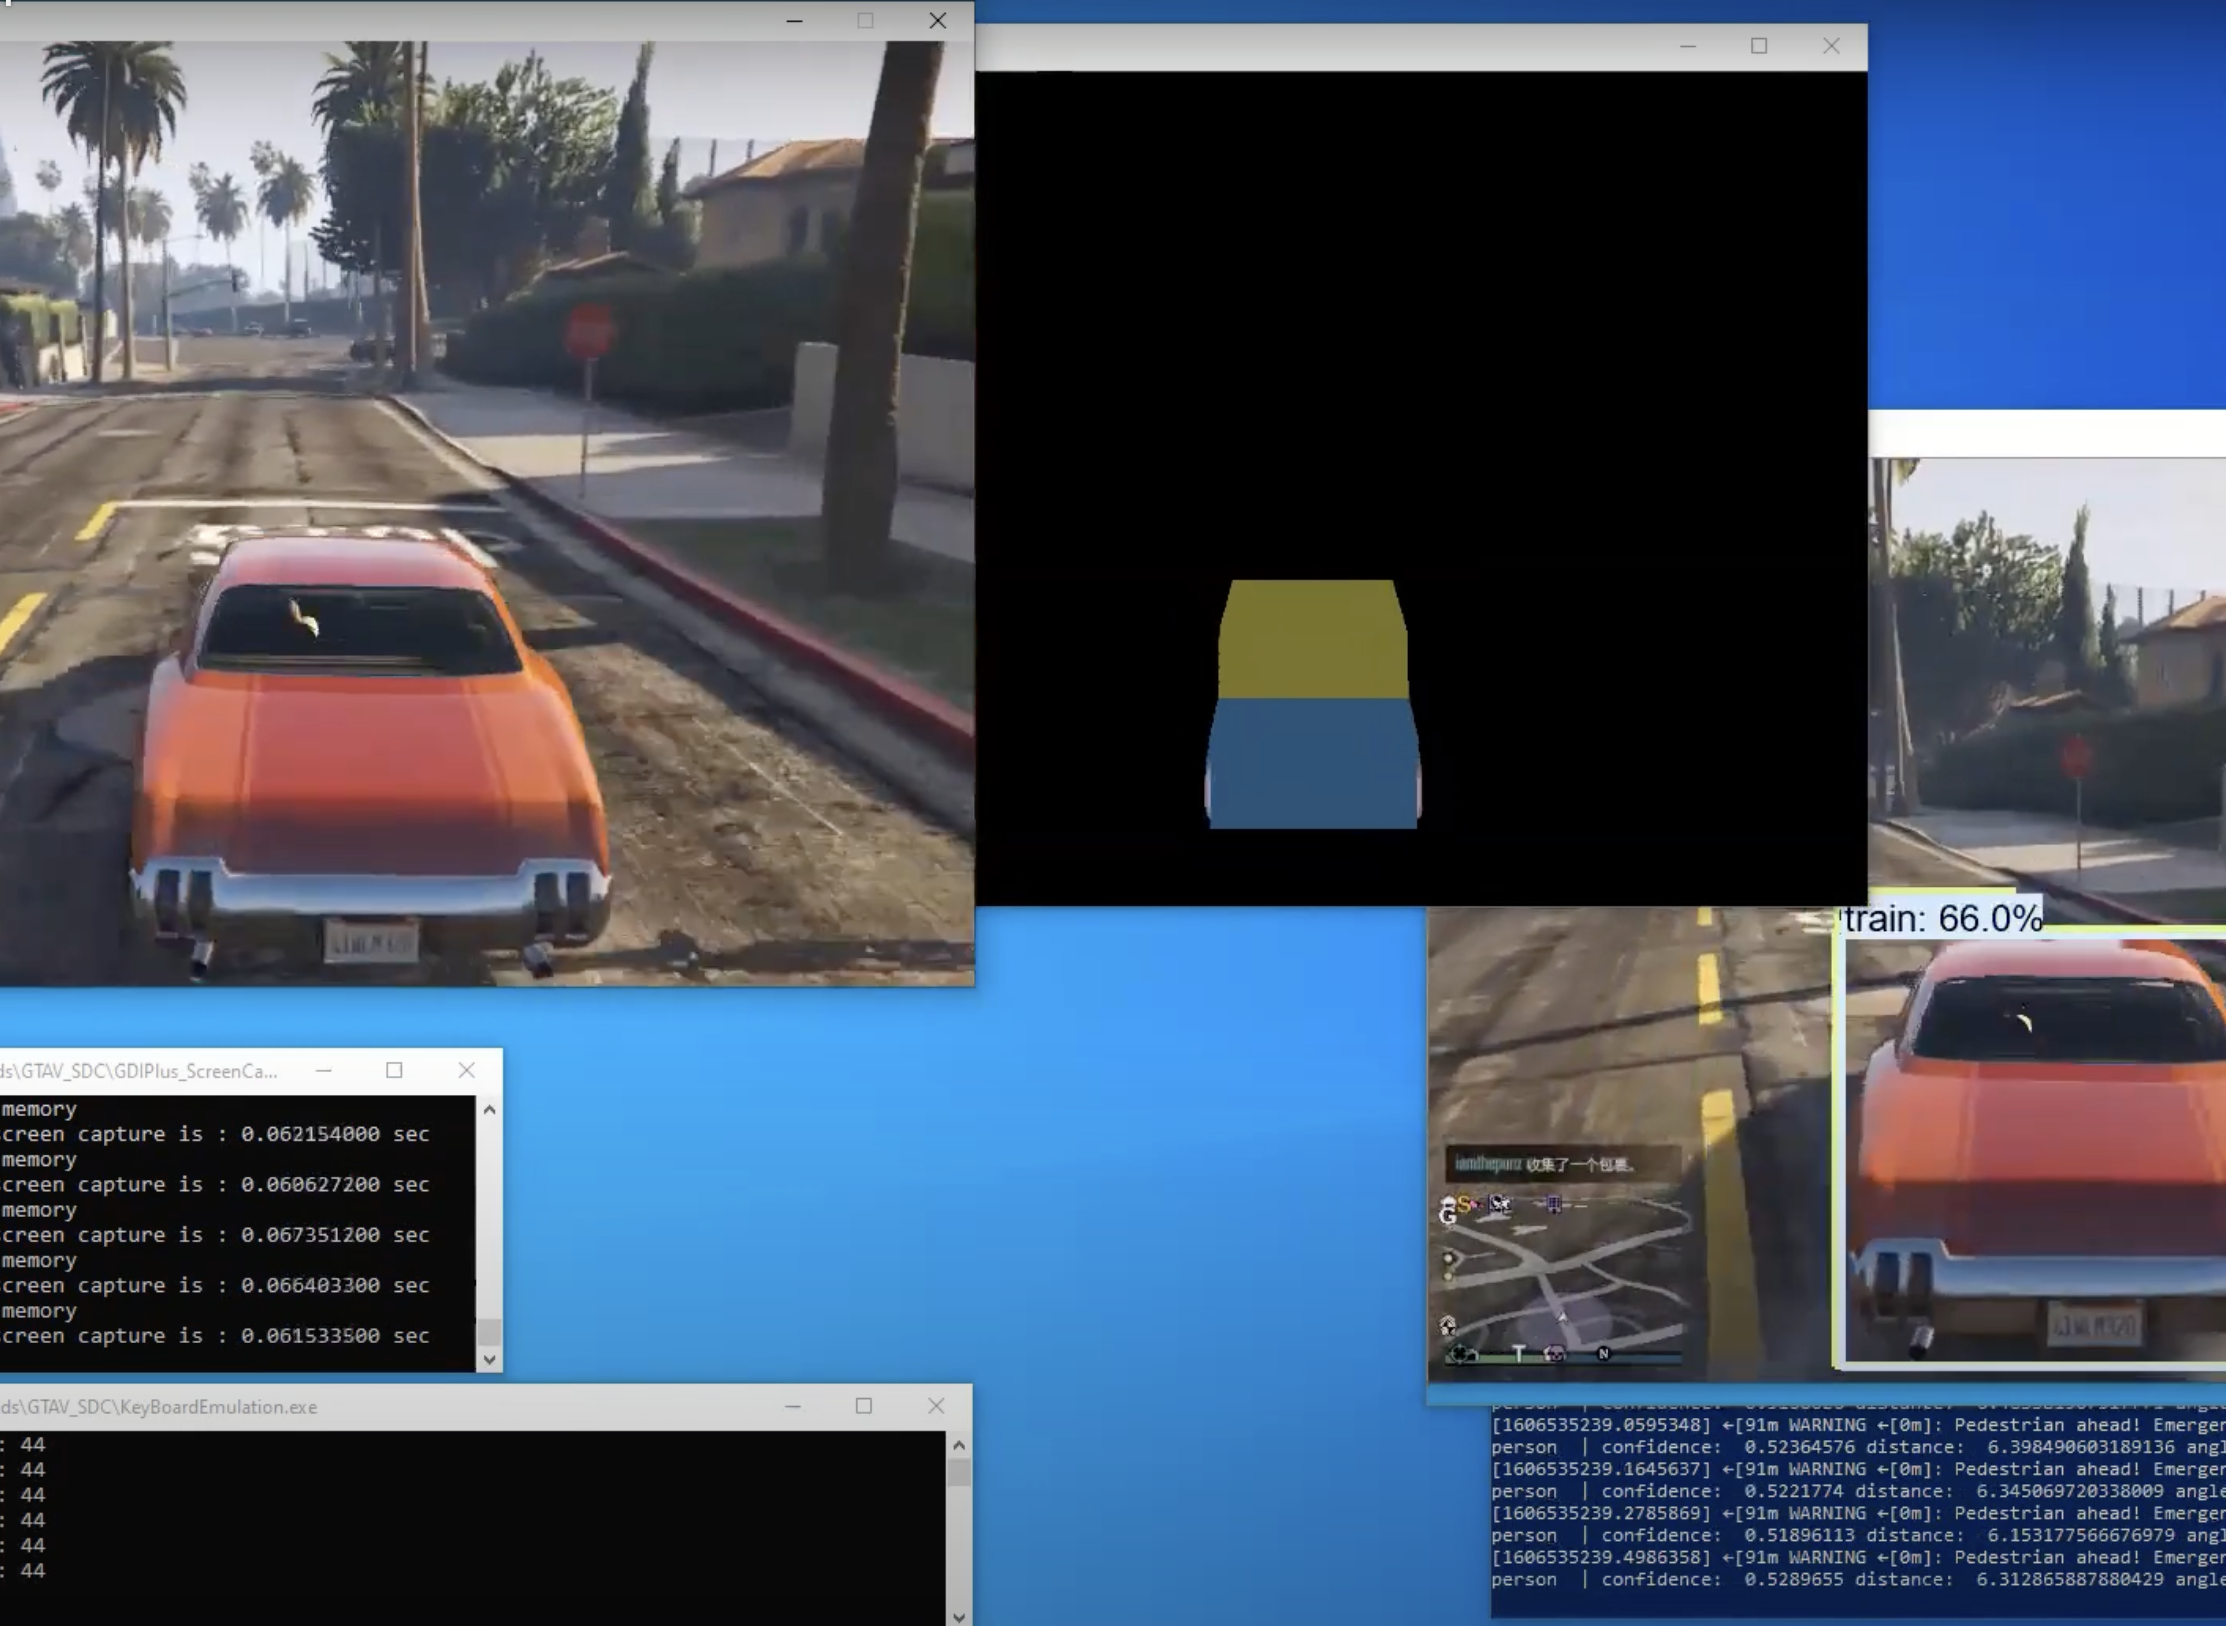 train: 66.0%
ds\GTAV_SDC\GDIPlus_ScreenCa...
memory
screen capture is : 0.062154000 sec
memory
screen capture is : 0.060627200 sec
memory
screen capture is : 0.067351200 sec
memory
screen capture is : 0.066403300 sec
memory
screen capture is : 0.061533500 sec
iamthepunz 收集了一个包裹。
S
G
T
N
ds\GTAV_SDC\KeyBoardEmulation.exe
: 44
: 44
: 44
: 44
: 44
: 44
[1606535239.0595348] ←[91m WARNING ←[0m]: Pedestrian ahead! Emergen
person | confidence: 0.52364576 distance: 6.398490603189136 angl
[1606535239.1645637] ←[91m WARNING ←[0m]: Pedestrian ahead! Emergen
person | confidence: 0.5221774 distance: 6.345069720338009 angle
[1606535239.2785869] ←[91m WARNING ←[0m]: Pedestrian ahead! Emergen
person | confidence: 0.51896113 distance: 6.153177566676979 angl
[1606535239.4986358] ←[91m WARNING ←[0m]: Pedestrian ahead! Emergen
person | confidence: 0.5289655 distance: 6.312865887880429 angle